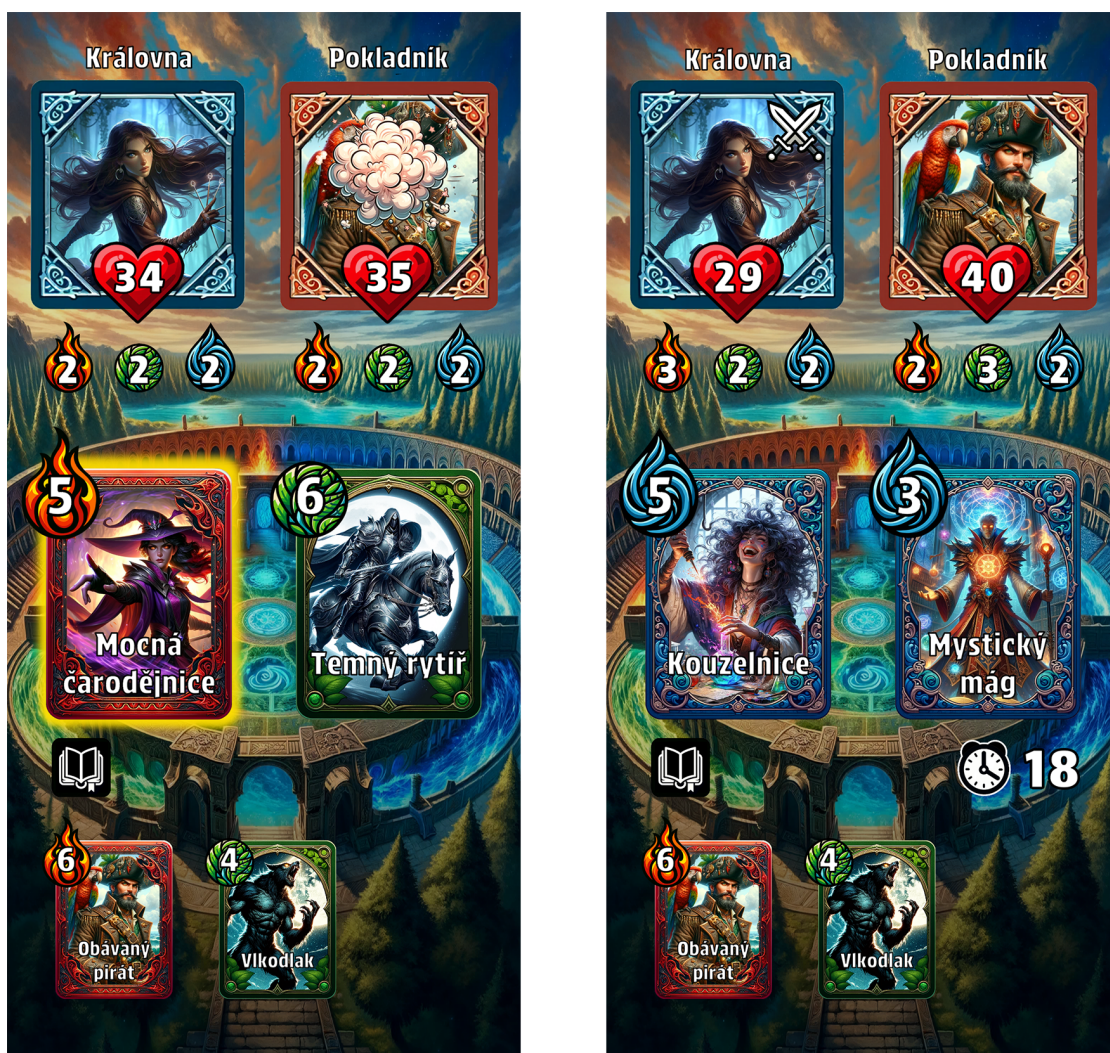 Královna Pokladník
34 35
2 2 2 2 2 2
5 6
Mocná
čarodějnice
Temný rytíř
6 4
Obávaný
pirát
Vlkodlak
Královna Pokladník
29 40
3 2 2 2 3 2
5 3
Kouzelnice
Mystický
mág
18
6 4
Obávaný
pirát
Vlkodlak